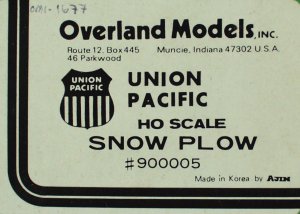 OMI-1677
Overland Models, INC.
Route 12, Box 445 Muncie, Indiana 47302 U.S.A.
46 Parkwood
UNION
PACIFIC
UNION
PACIFIC
HO SCALE
SNOW PLOW
#900005
Made in Korea by AJIN